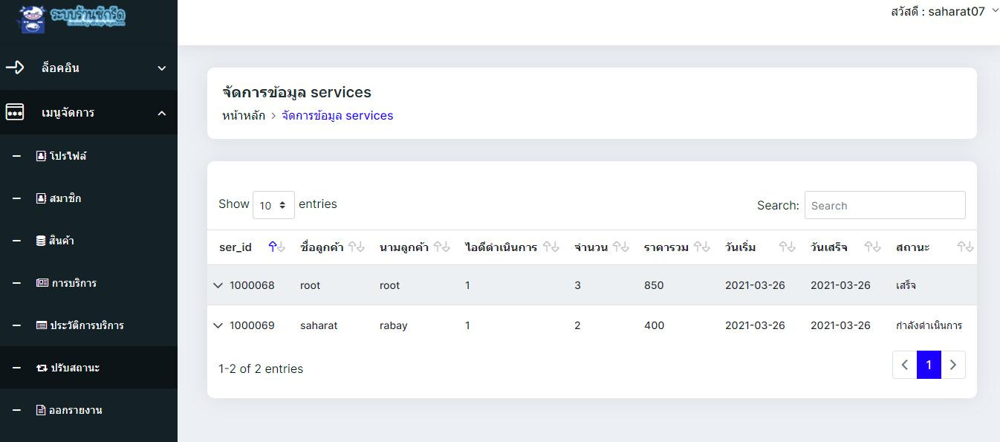 ระบบร้านซักรีด
laundry shop system
สวัสดี : saharat07
ล็อคอิน
เมนูจัดการ
โปรไฟล์
สมาชิก
สินค้า
การบริการ
ประวัติการบริการ
ปรับสถานะ
ออกรายงาน
จัดการข้อมูล services
หน้าหลัก > จัดการข้อมูล services
Show 10 entries
Search: Search
ser_id ชื่อลูกค้า นามลูกค้า ไอดีดำเนินการ จำนวน ราคารวม วันเริ่ม วันเสร็จ สถานะ
1000068 root root 1 3 850 2021-03-26 2021-03-26 เสร็จ
1000069 saharat rabay 1 2 400 2021-03-26 2021-03-26 กำลังดำเนินการ
1-2 of 2 entries
1